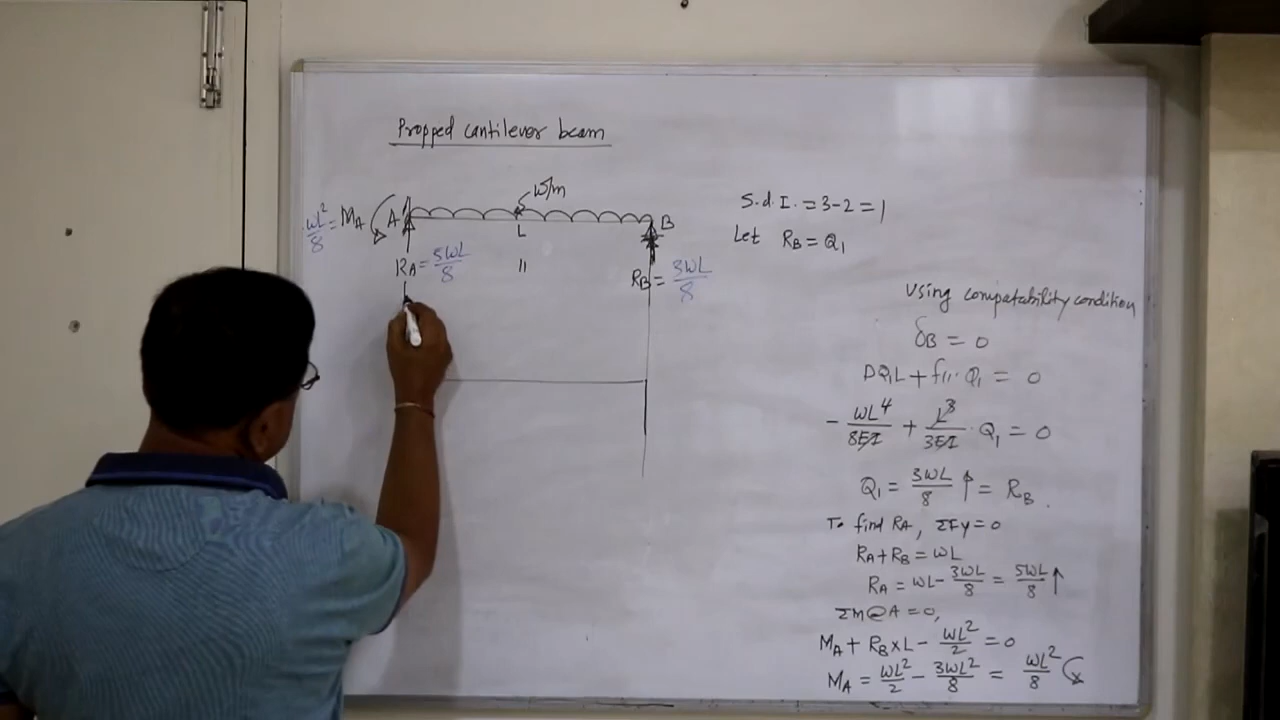 Propped cantilever beam
w/m
wL²/8 = MA A B
L
RA = 5wL/8 11 RB = 3wL/8
S.d.I. = 3-2 = 1
Let RB = Q1
Using compatability condition
δB = 0
DQ1L + f11. Q1 = 0
- wL⁴/8EI + L³/3EI . Q1 = 0
Q1 = 3wL/8 ↑ = RB.
To find RA, ΣFy = 0
RA + RB = wL
RA = wL - 3wL/8 = 5wL/8 ↑
ΣM@A = 0,
MA + RB x L - wL²/2 = 0
MA = wL²/2 - 3wL²/8 = wL²/8